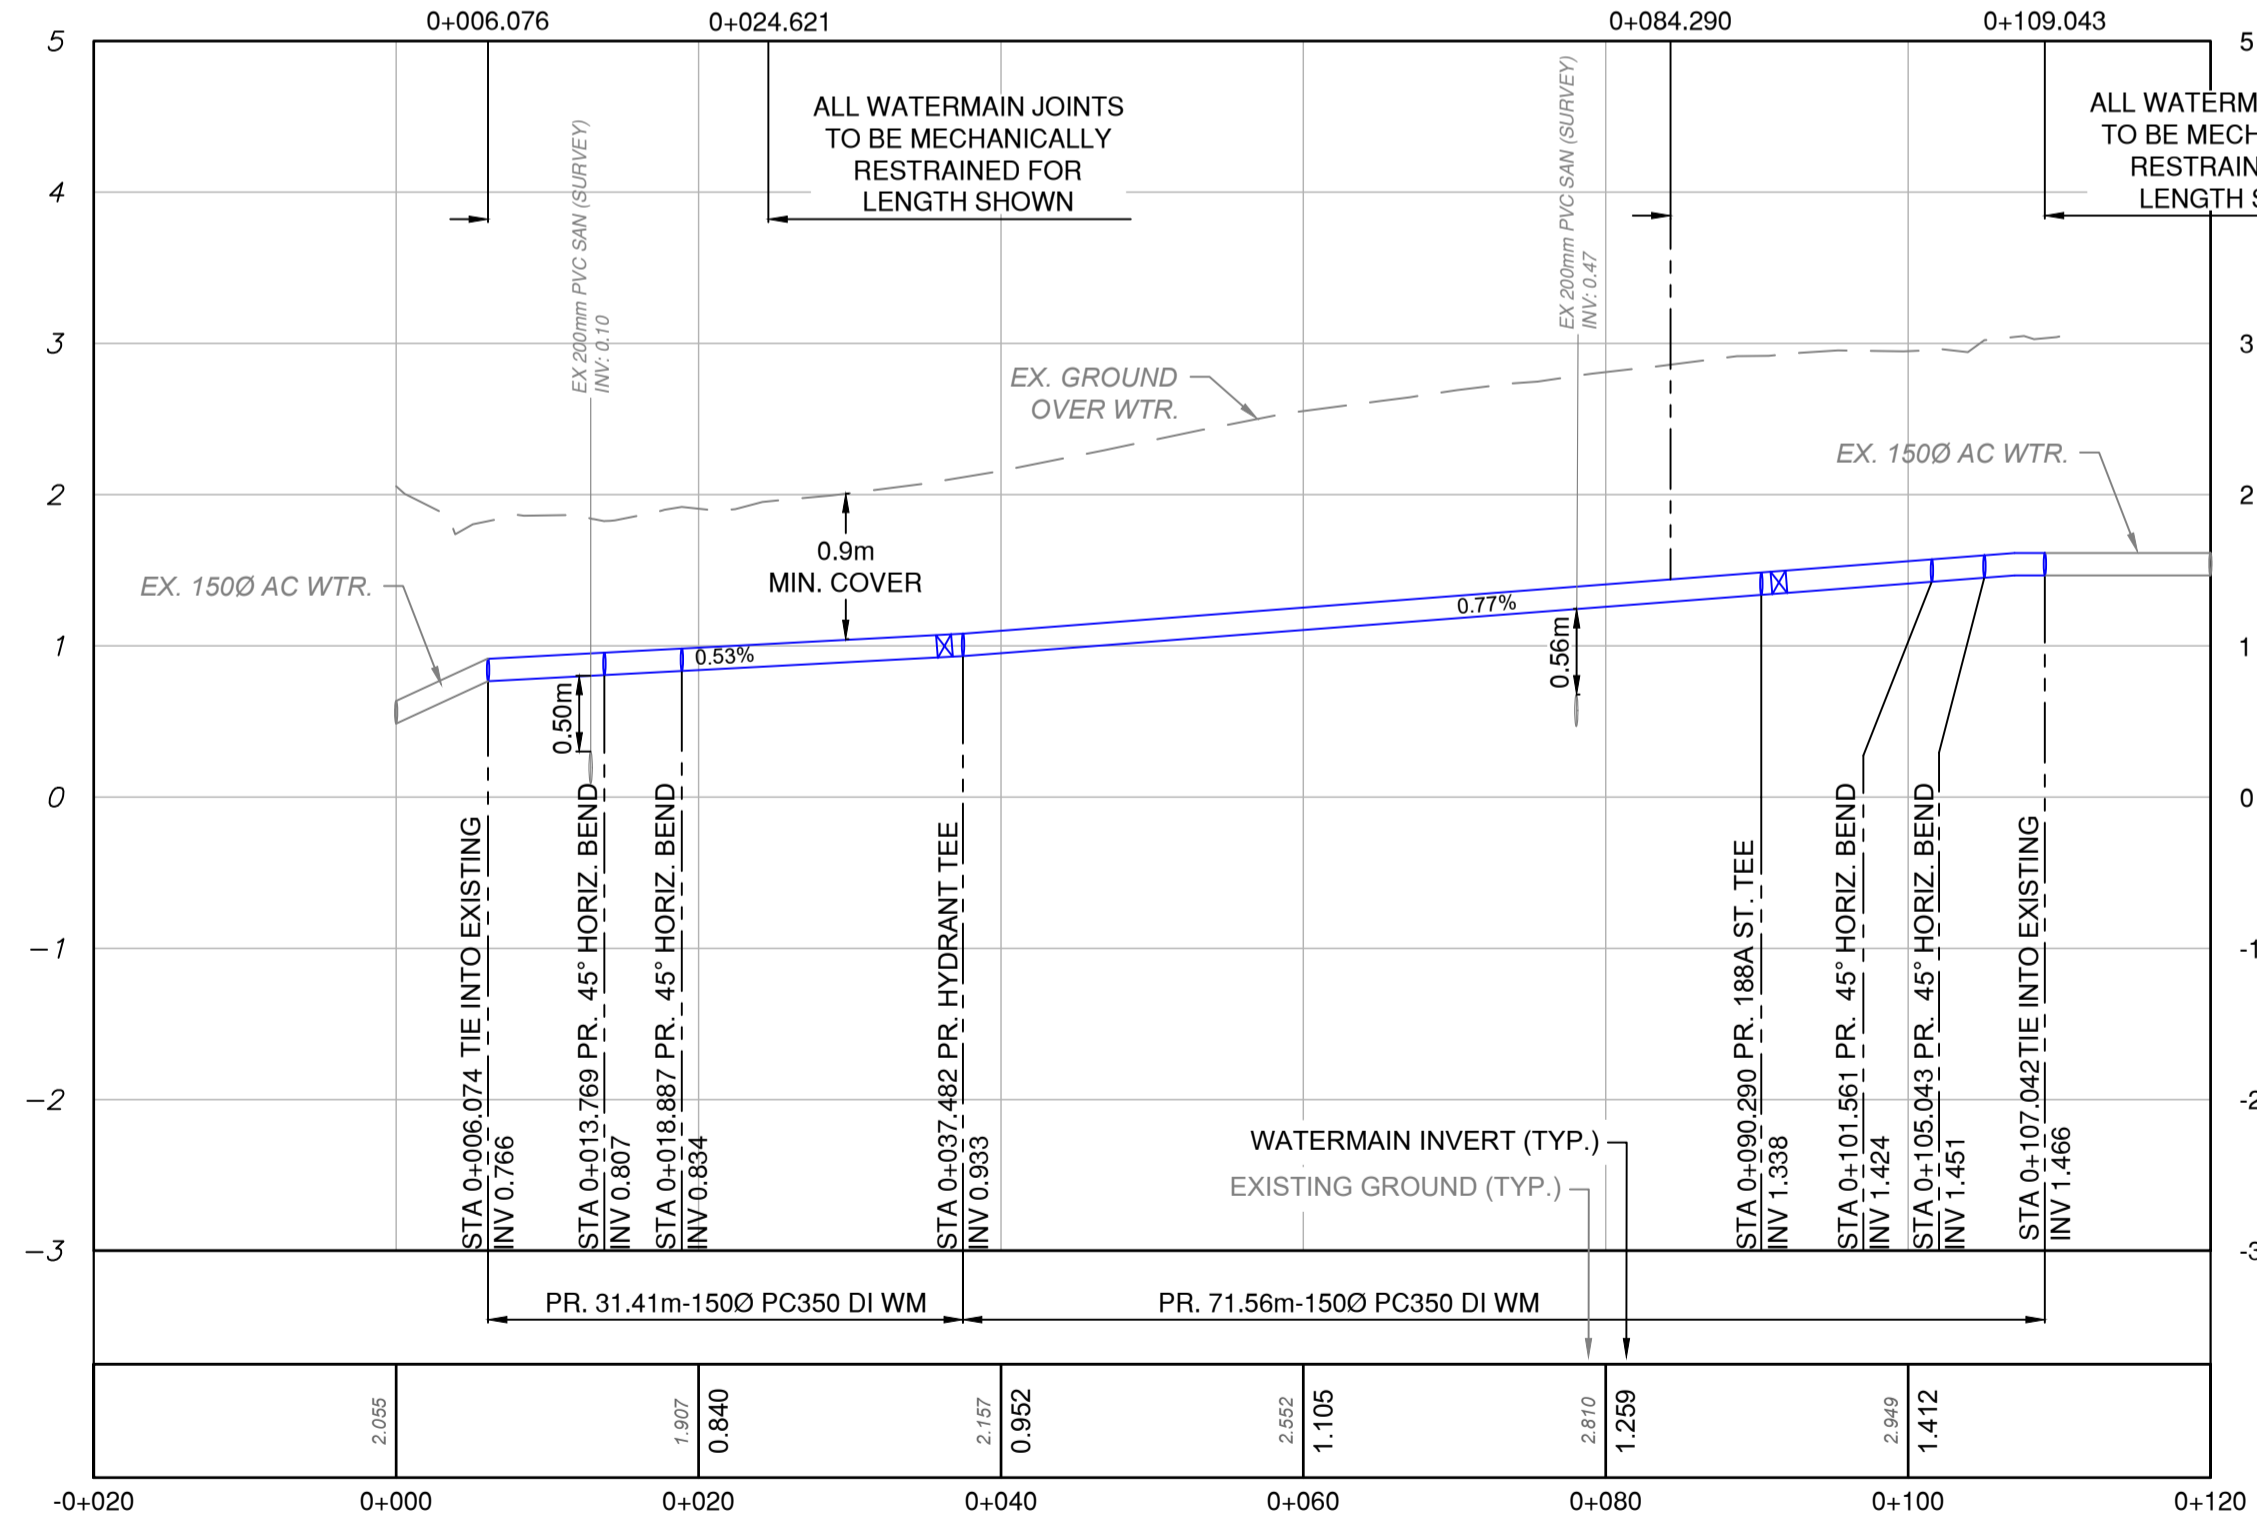 0+006.076
0+024.621
0+084.290
0+109.043
5
4
3
2
1
0
-1
-2
-3
5
3
2
1
0
-1
-2
-3
ALL WATERMAIN JOINTS
TO BE MECHANICALLY
RESTRAINED FOR
LENGTH SHOWN
ALL WATERM
TO BE MECH
RESTRAIN
LENGTH S
EX 200mm PVC SAN (SURVEY)
INV: 0.10
EX 200mm PVC SAN (SURVEY)
INV: 0.47
EX. GROUND
OVER WTR.
EX. 150Ø AC WTR.
EX. 150Ø AC WTR.
0.9m
MIN. COVER
0.53%
0.77%
0.50m
0.56m
STA 0+006.074 TIE INTO EXISTING
INV 0.766
STA 0+013.769 PR. 45° HORIZ. BEND
INV 0.807
STA 0+018.887 PR. 45° HORIZ. BEND
INV 0.834
STA 0+037.482 PR. HYDRANT TEE
INV 0.933
STA 0+090.290 PR. 188A ST. TEE
INV 1.338
STA 0+101.561 PR. 45° HORIZ. BEND
INV 1.424
STA 0+105.043 PR. 45° HORIZ. BEND
INV 1.451
STA 0+107.042TIE INTO EXISTING
INV 1.466
WATERMAIN INVERT (TYP.)
EXISTING GROUND (TYP.)
PR. 31.41m-150Ø PC350 DI WM
PR. 71.56m-150Ø PC350 DI WM
2.055
1.907
0.840
2.157
0.952
2.552
1.105
2.810
1.259
2.949
1.412
-0+020
0+000
0+020
0+040
0+060
0+080
0+100
0+120